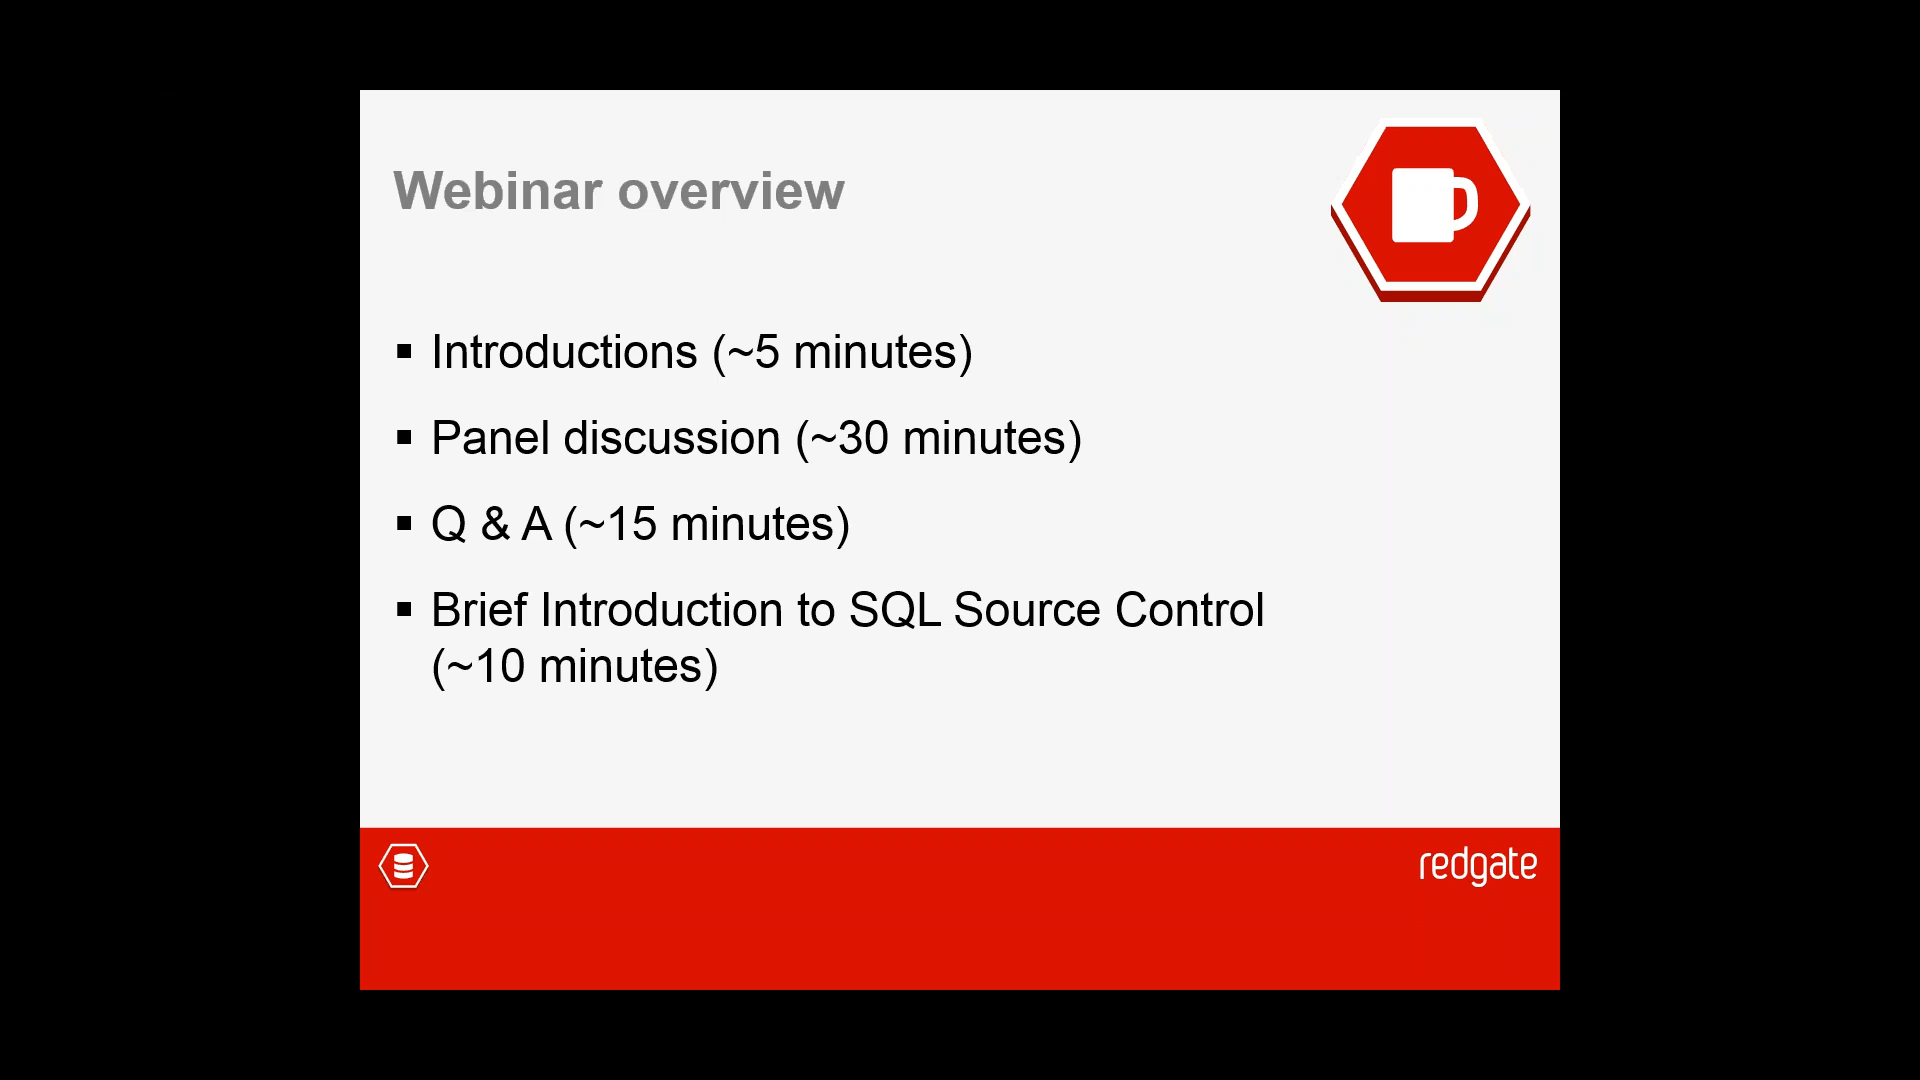 Webinar overview
▪ Introductions (~5 minutes)
▪ Panel discussion (~30 minutes)
▪ Q & A (~15 minutes)
▪ Brief Introduction to SQL Source Control
(~10 minutes)
redgate